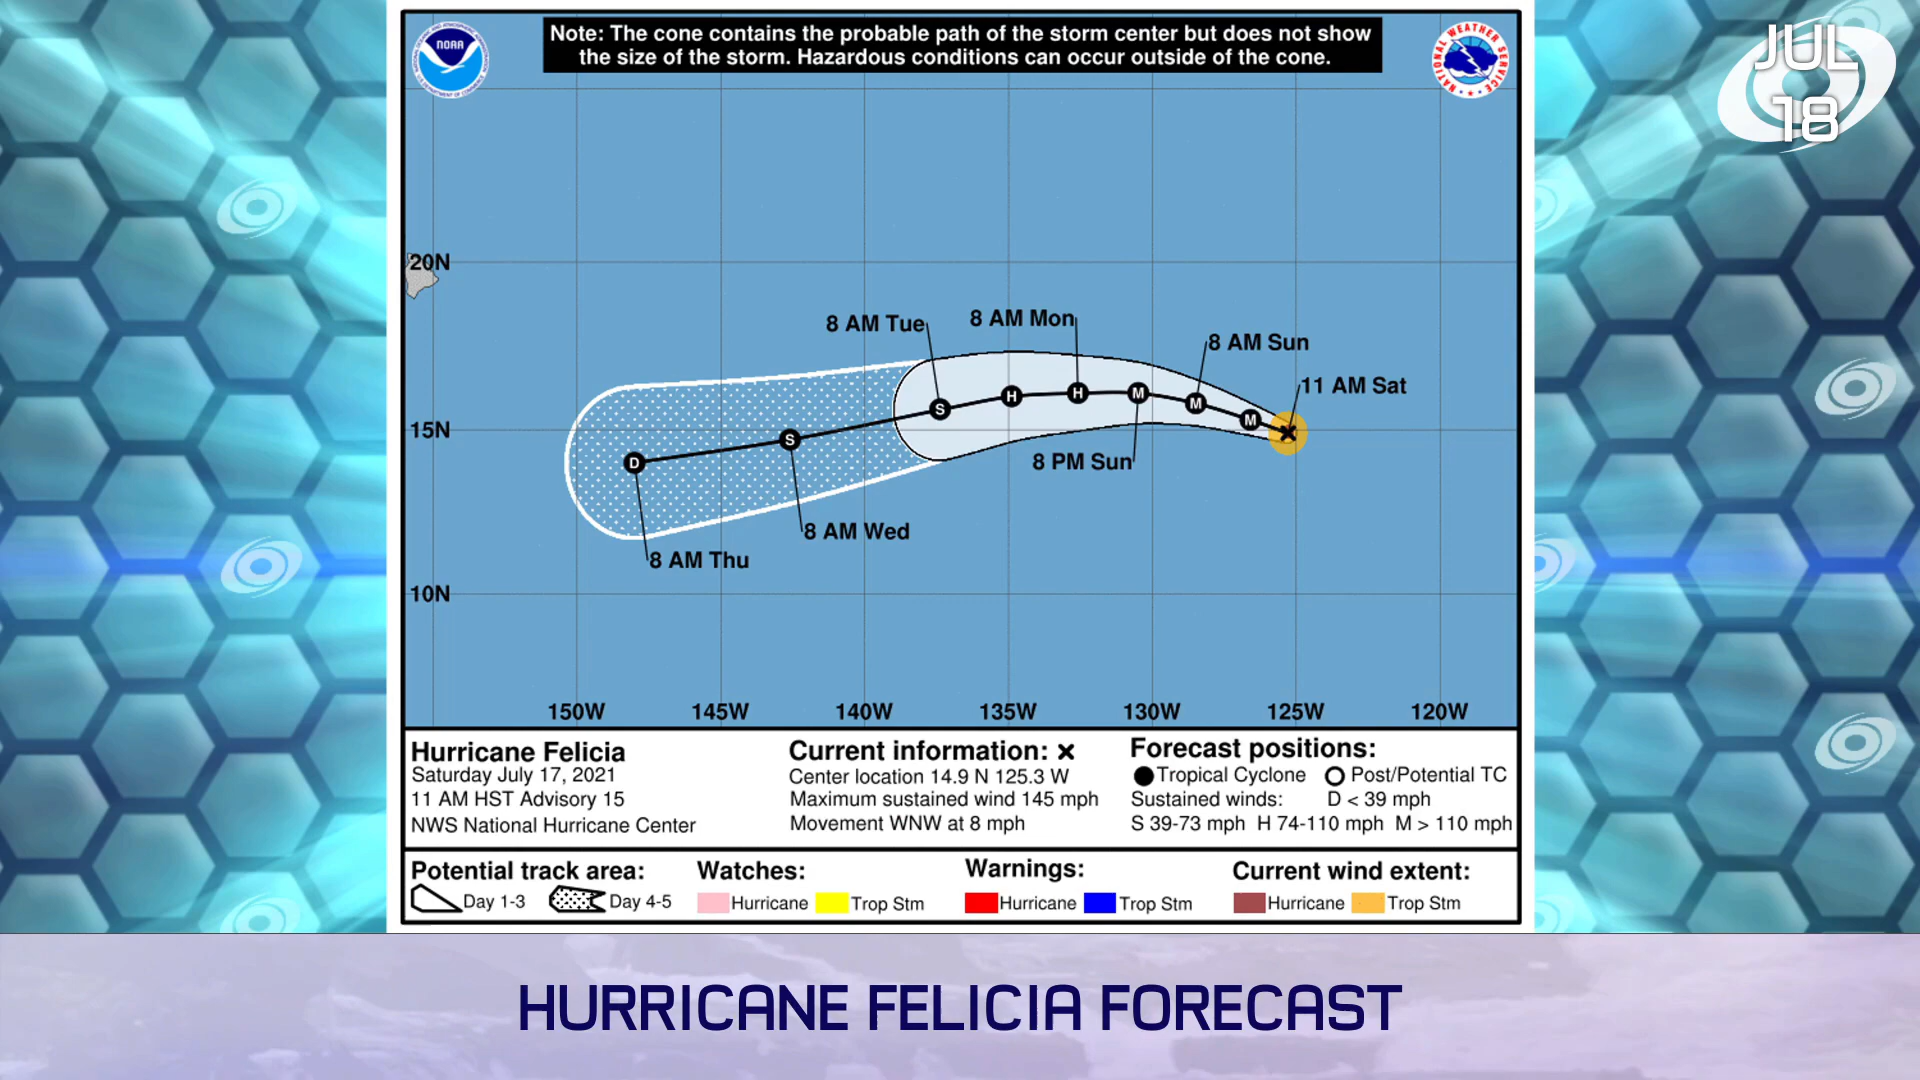 Note: The cone contains the probable path of the storm center but does not show
the size of the storm. Hazardous conditions can occur outside of the cone.
NOAA
NATIONAL WEATHER SERVICE
JUL
18
20N
8 AM Tue
8 AM Mon
8 AM Sun
11 AM Sat
S
H
H
M
M
M
15N
8 PM Sun
D
S
8 AM Wed
8 AM Thu
10N
150W
145W
140W
135W
130W
125W
120W
Hurricane Felicia
Saturday July 17, 2021
11 AM HST Advisory 15
NWS National Hurricane Center
Current information: x
Center location 14.9 N 125.3 W
Maximum sustained wind 145 mph
Movement WNW at 8 mph
Forecast positions:
Tropical Cyclone Post/Potential TC
Sustained winds: D < 39 mph
S 39-73 mph H 74-110 mph M > 110 mph
Potential track area:
Day 1-3 Day 4-5
Watches:
Hurricane Trop Stm
Warnings:
Hurricane Trop Stm
Current wind extent:
Hurricane Trop Stm
HURRICANE FELICIA FORECAST